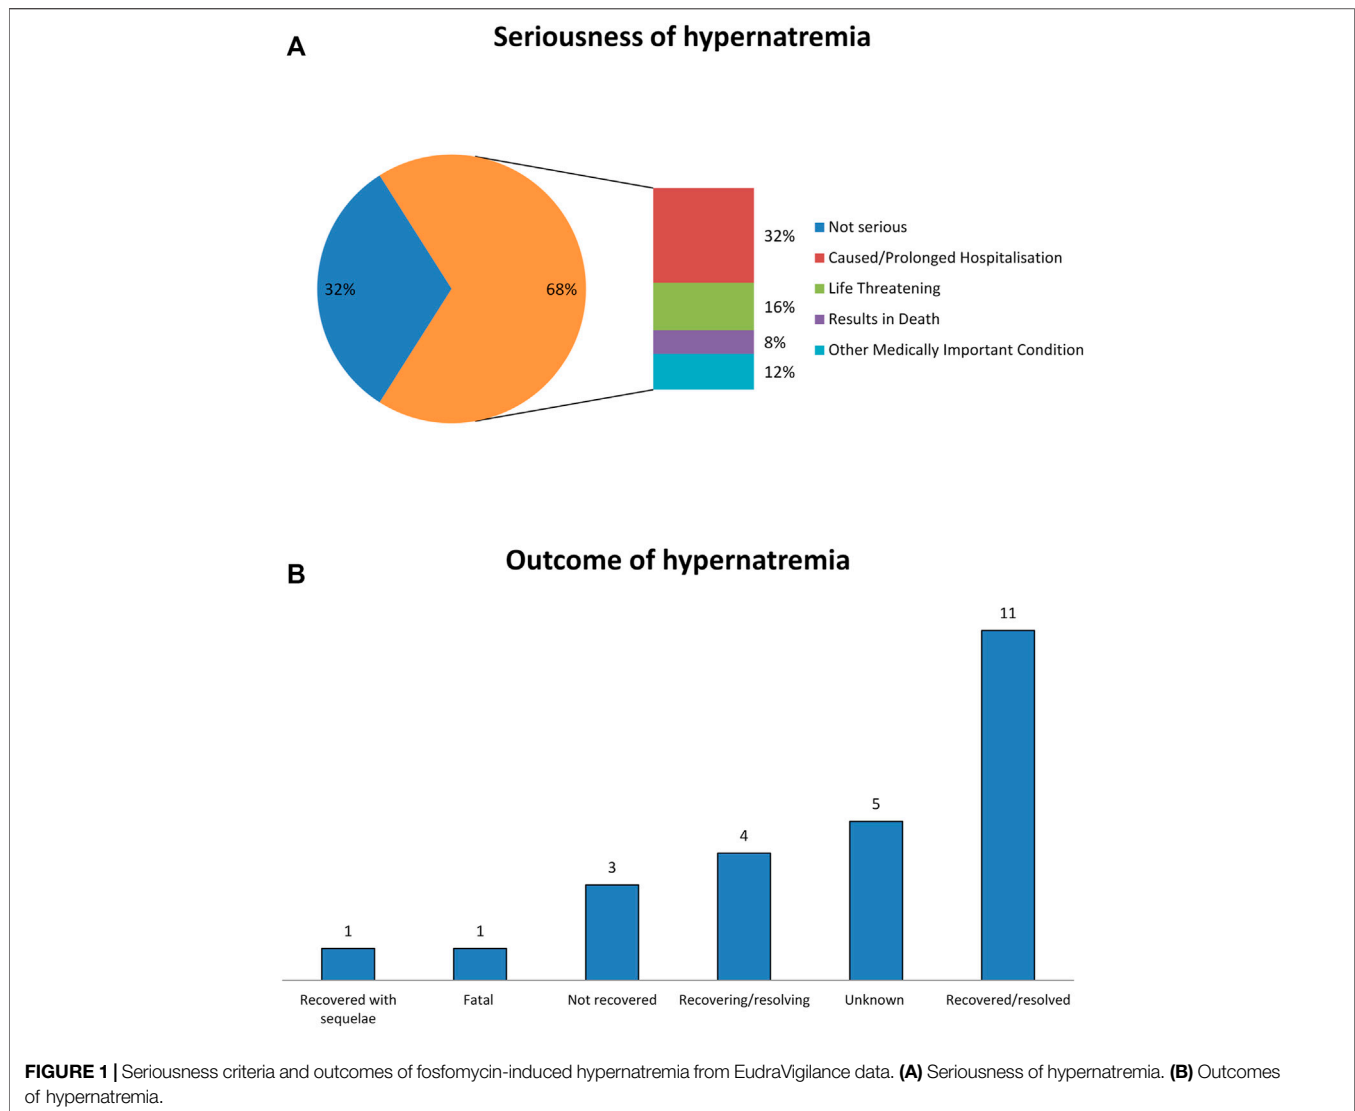 A
Seriousness of hypernatremia
32%
68%
32%
16%
8%
12%
Not serious
Caused/Prolonged Hospitalisation
Life Threatening
Results in Death
Other Medically Important Condition
B
Outcome of hypernatremia
1
1
3
4
5
11
Recovered with
sequelae
Fatal
Not recovered
Recovering/resolving
Unknown
Recovered/resolved
FIGURE 1 | Seriousness criteria and outcomes of fosfomycin-induced hypernatremia from EudraVigilance data. (A) Seriousness of hypernatremia. (B) Outcomes
of hypernatremia.